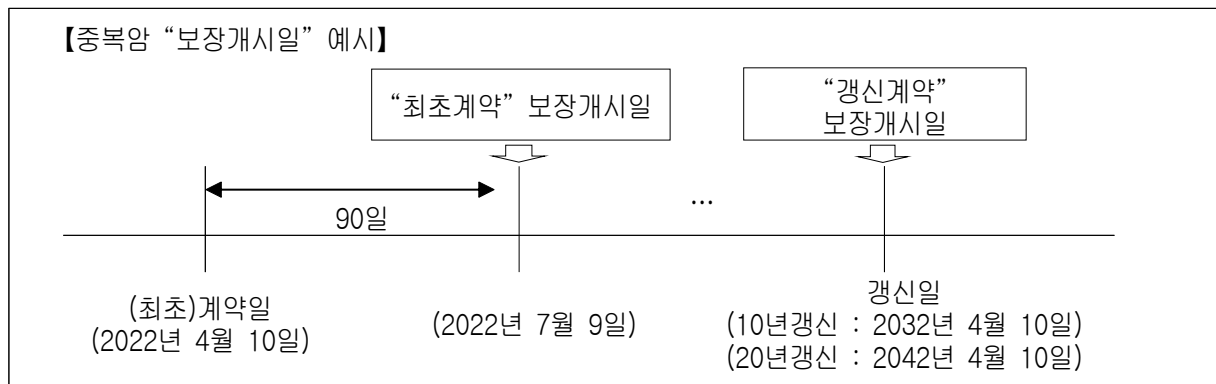 【중복암 “보장개시일” 예시】
“최초계약” 보장개시일
“갱신계약”
보장개시일
90일
...
(최초)계약일
(2022년 4월 10일)
(2022년 7월 9일)
갱신일
(10년갱신 : 2032년 4월 10일)
(20년갱신 : 2042년 4월 10일)